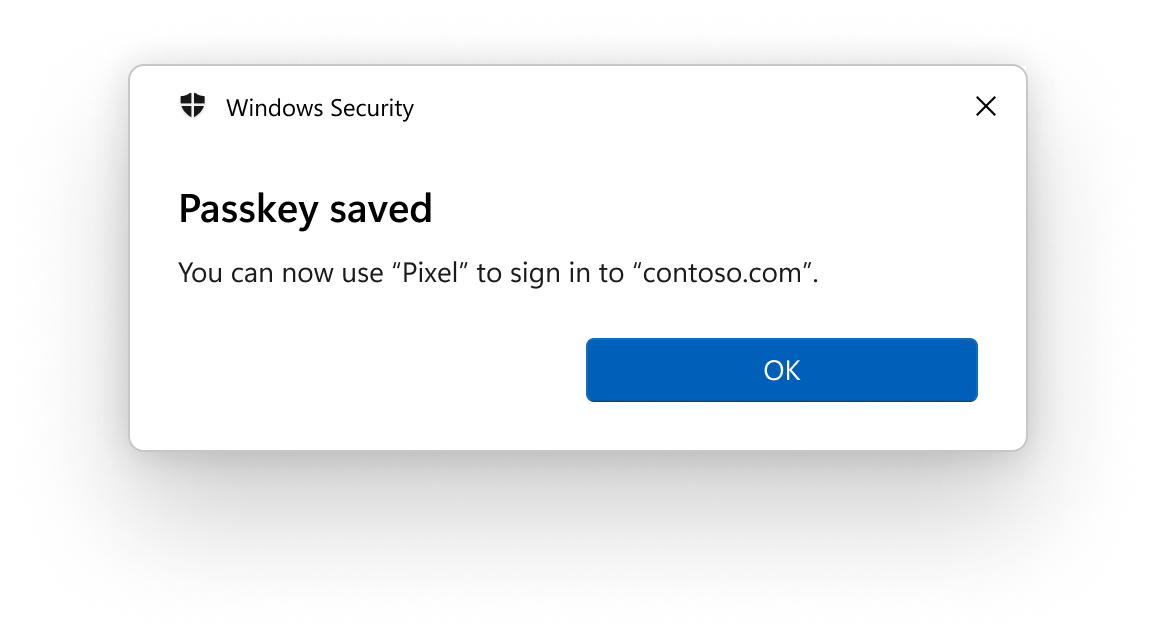 Windows Security
Passkey saved
You can now use “Pixel” to sign in to “contoso.com”.
OK